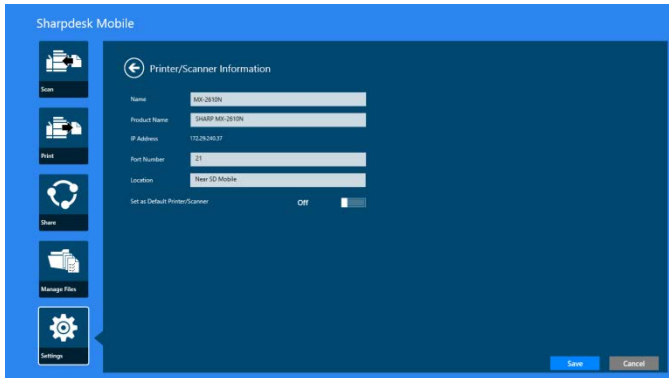 Sharpdesk Mobile
Scan
Print
Share
Manage Files
Settings
Printer/Scanner Information
Name MX-2610N
Product Name SHARP MX-2610N
IP Address 172.29.240.37
Port Number 21
Location Near SD Mobile
Set as Default Printer/Scanner Off
Save Cancel